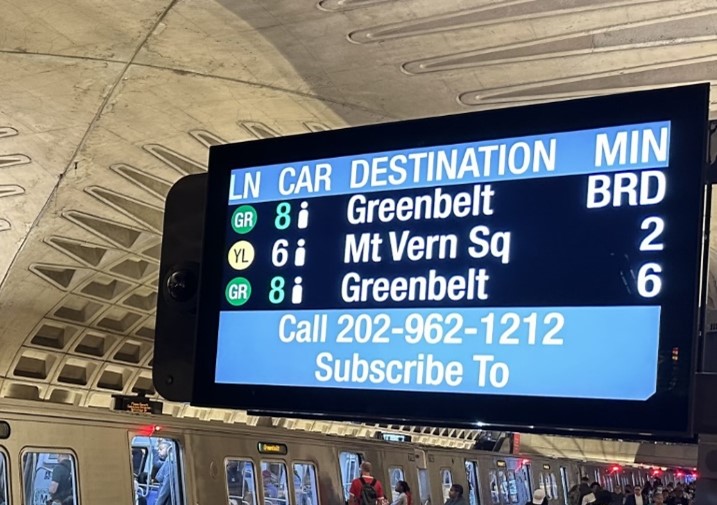 LN CAR DESTINATION MIN
GR 8 Greenbelt BRD
YL 6 Mt Vern Sq 2
GR 8 Greenbelt 6
Call 202-962-1212
Subscribe To